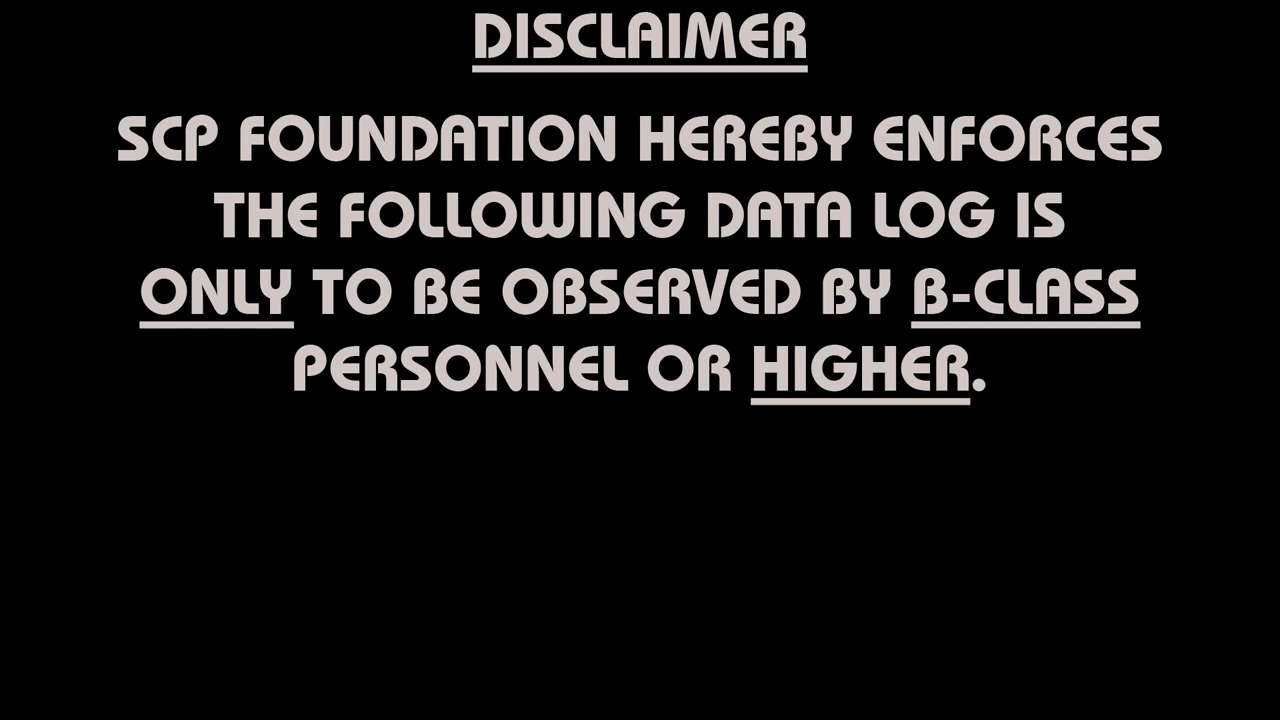 DISCLAIMER
SCP FOUNDATION HEREBY ENFORCES
THE FOLLOWING DATA LOG IS
ONLY TO BE OBSERVED BY B-CLASS
PERSONNEL OR HIGHER.